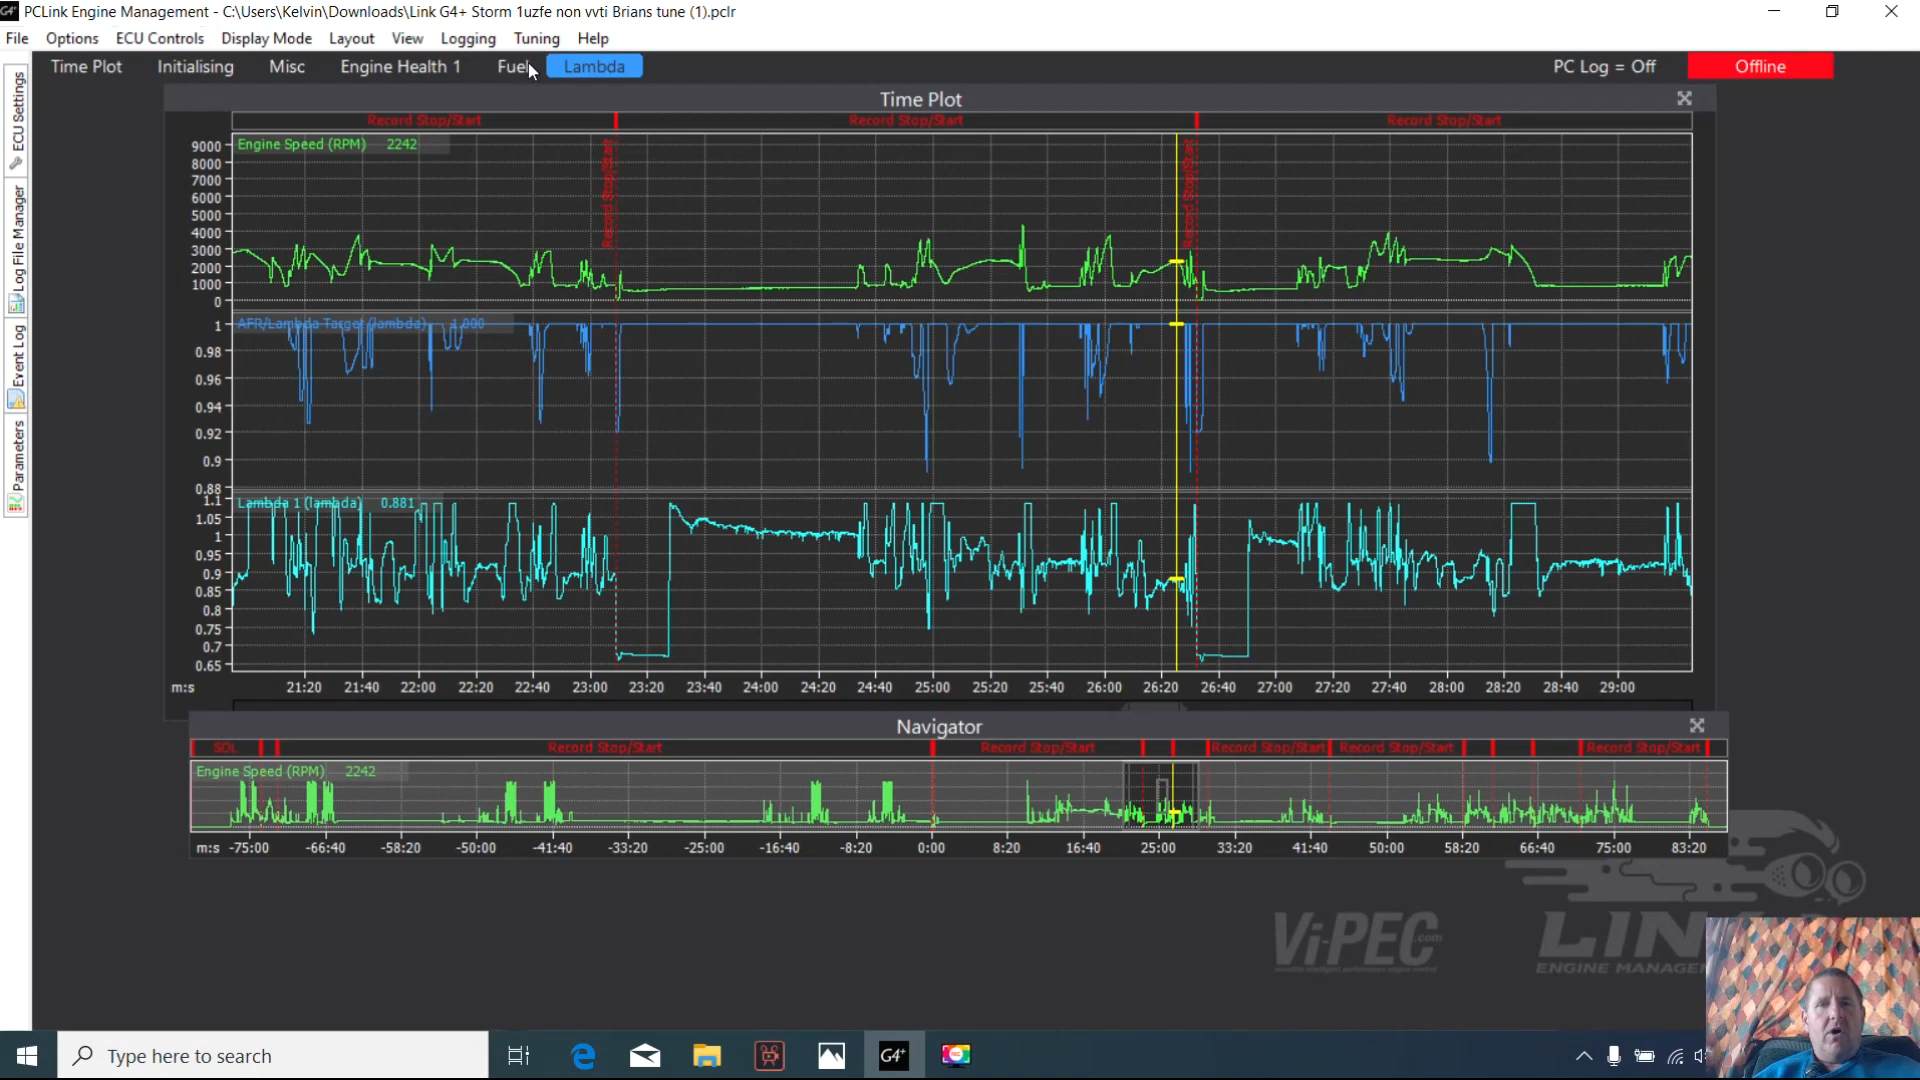 G4+ PCLink Engine Management - C:\Users\Kelvin\Downloads\Link G4+ Storm 1uzfe non vvti Brians tune (1).pclr
File Options ECU Controls Display Mode Layout View Logging Tuning Help
Time Plot Initialising Misc Engine Health 1 Fuel Lambda PC Log = Off Offline
ECU Settings
Log File Manager
Event Log
Parameters
Time Plot
Record Stop/Start Record Stop/Start Record Stop/Start
Engine Speed (RPM) 2242
9000
8000
7000
6000
5000
4000
3000
2000
1000
0
Record Stop/Start
Record Stop/Start
AFR/Lambda Target (lambda) 1.000
1
0.98
0.96
0.94
0.92
0.9
0.88
Lambda 1 (lambda) 0.881
1.1
1.05
1
0.95
0.9
0.85
0.8
0.75
0.7
0.65
m:s 21:20 21:40 22:00 22:20 22:40 23:00 23:20 23:40 24:00 24:20 24:40 25:00 25:20 25:40 26:00 26:20 26:40 27:00 27:20 27:40 28:00 28:20 28:40 29:00
Navigator
SOL Record Stop/Start Record Stop/Start Record Stop/Start Record Stop/Start Record Stop/Start
Engine Speed (RPM) 2242
m:s -75:00 -66:40 -58:20 -50:00 -41:40 -33:20 -25:00 -16:40 -8:20 0:00 8:20 16:40 25:00 33:20 41:40 50:00 58:20 66:40 75:00 83:20
Vi-PEC.com
LIN
ENGINE MANAGE
Type here to search
G4+